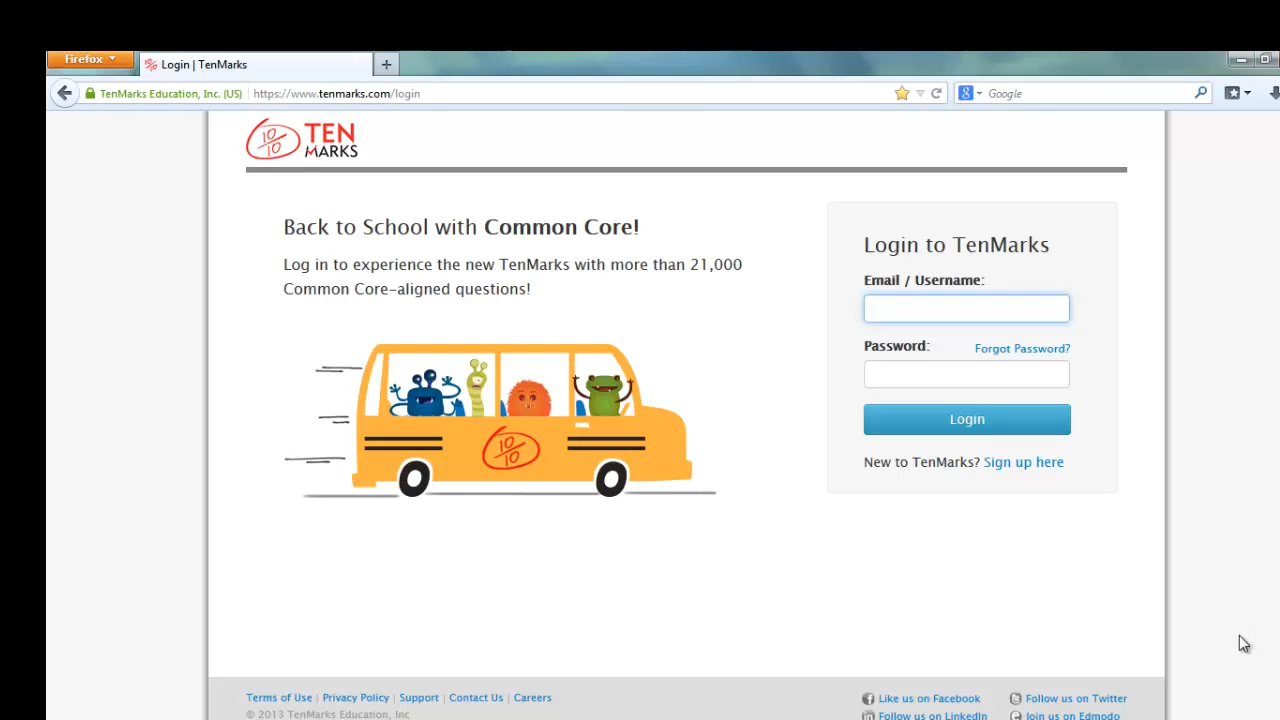 Firefox
Login | TenMarks
TenMarks Education, Inc. (US)
https://www.tenmarks.com/login
Google
10/10 TEN MARKS
Back to School with Common Core!
Log in to experience the new TenMarks with more than 21,000
Common Core-aligned questions!
10/10
Login to TenMarks
Email / Username:
Password:
Forgot Password?
Login
New to TenMarks? Sign up here
Terms of Use | Privacy Policy | Support | Contact Us | Careers
© 2013 TenMarks Education, Inc
Like us on Facebook
Follow us on Twitter
Follow us on LinkedIn
Join us on Edmodo